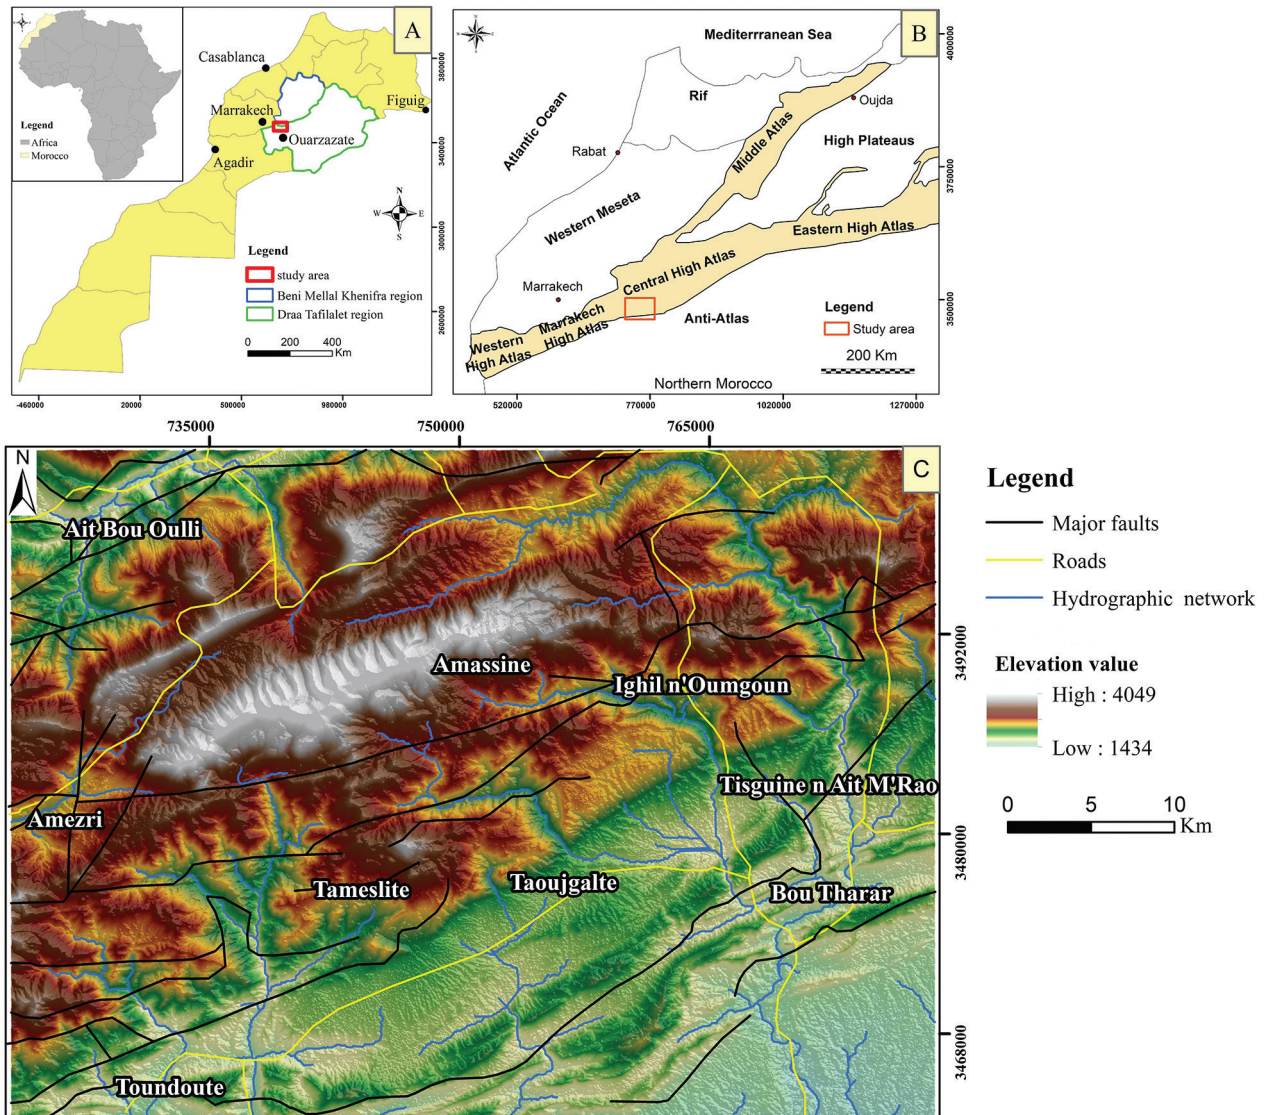 A
N
W
E
S
Legend
Africa
Morocco
Casablanca
Marrakech
Figuig
Ouarzazate
Agadir
N
W
E
S
Legend
study area
Beni Mellal Khenifra region
Draa Tafilalet region
0 200 400
Km
3800000
3400000
3000000
2600000
-460000 20000 500000 980000
B
Mediterrranean Sea
Atlantic Ocean
Rif
Oujda
Middle Atlas
High Plateaus
Rabat
Western Meseta
Eastern High Atlas
Central High Atlas
Marrakech
Marrakech
High Atlas
Anti-Atlas
Western
High Atlas
Legend
Study area
200 Km
Northern Morocco
4000000
3750000
3500000
520000 770000 1020000 1270000
735000 750000 765000
N
C
Ait Bou Oulli
Amassine
Ighil n'Oumgoun
Tisguine n Ait M'Rao
Amezri
Tameslite
Taoujgalte
Bou Tharar
Toundoute
3492000
3480000
3468000
Legend
Major faults
Roads
Hydrographic network
Elevation value
High : 4049
Low : 1434
0 5 10
Km